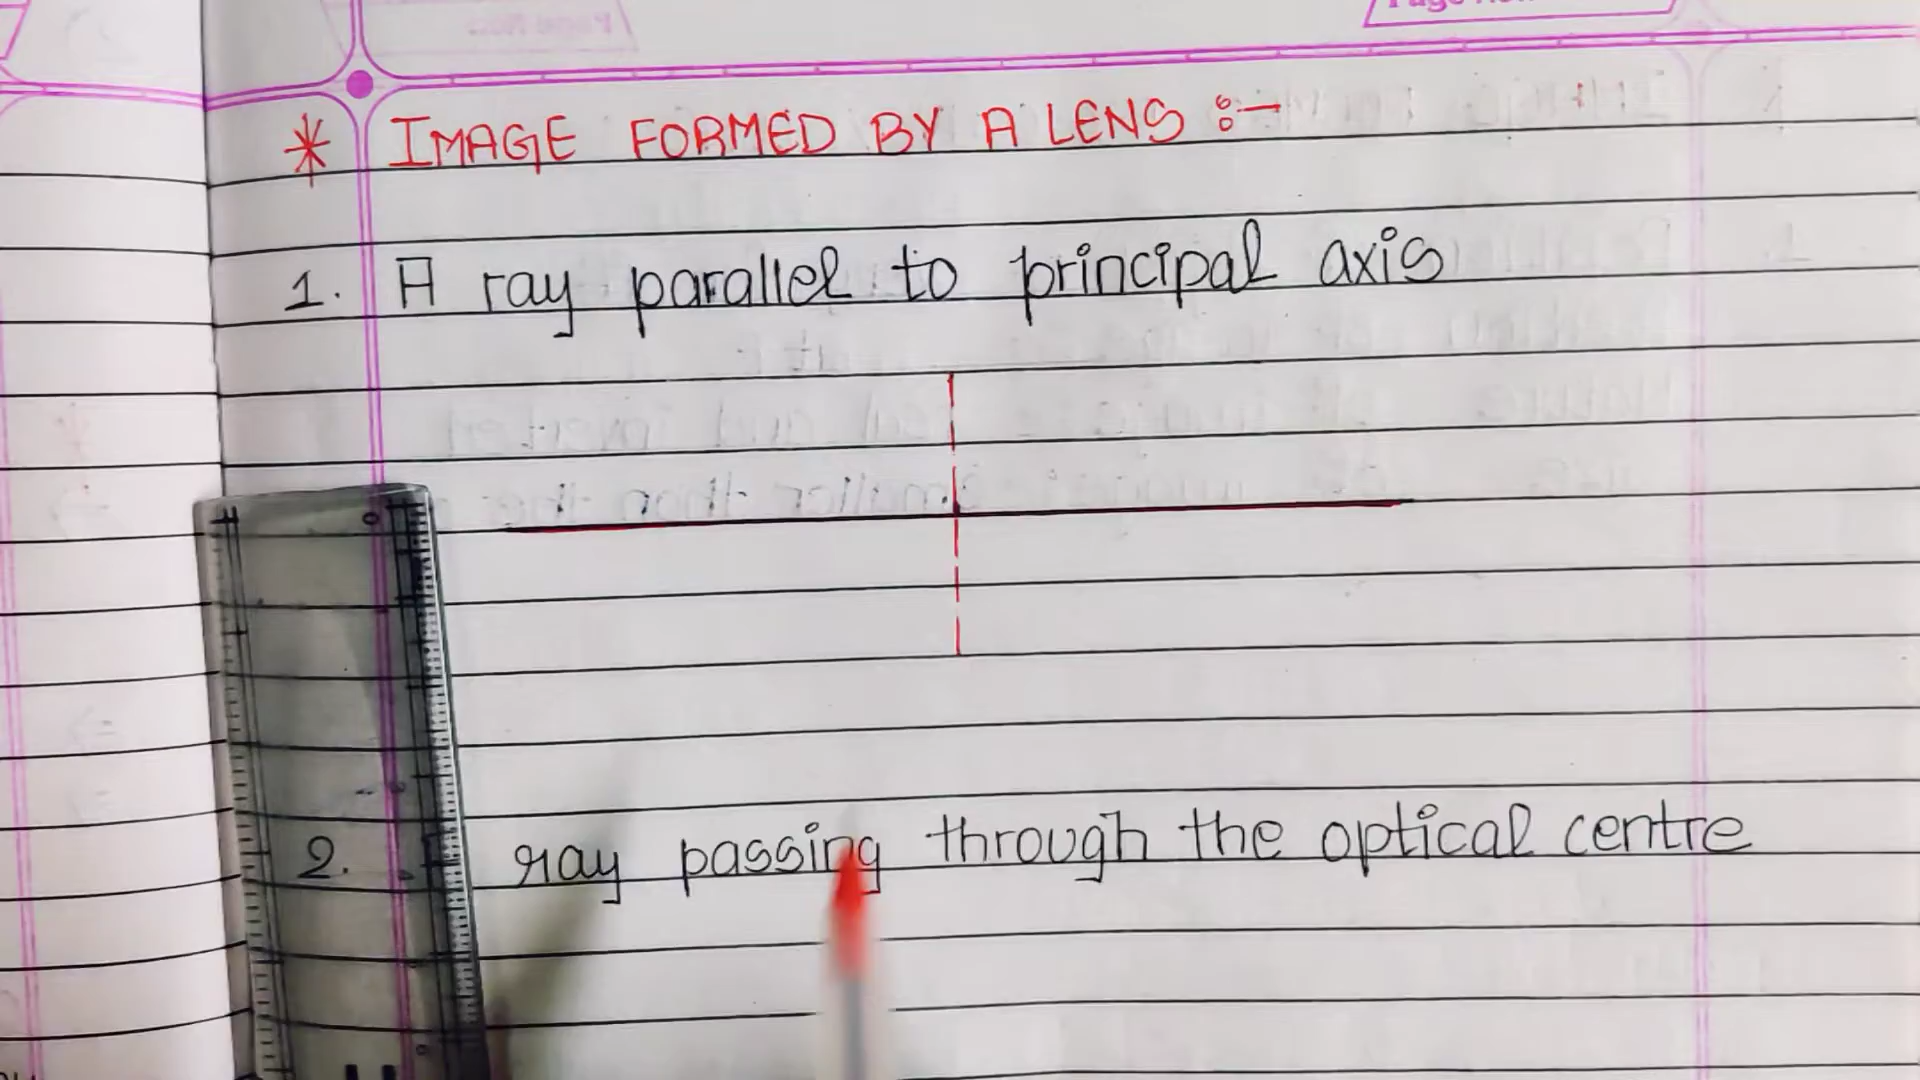 * IMAGE FORMED BY A LENS :-
1. A ray parallel to principal axis
2. ray passing through the optical centre